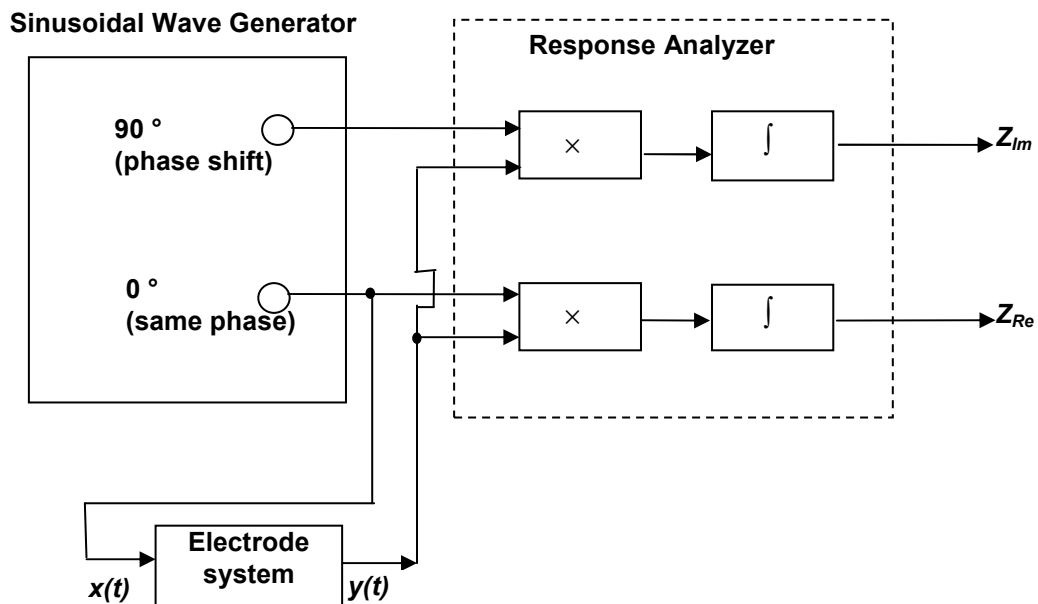 Sinusoidal Wave Generator
Response Analyzer
90 °
(phase shift)
×
∫
Z_Im
0 °
(same phase)
×
∫
Z_Re
Electrode
system
x(t)
y(t)